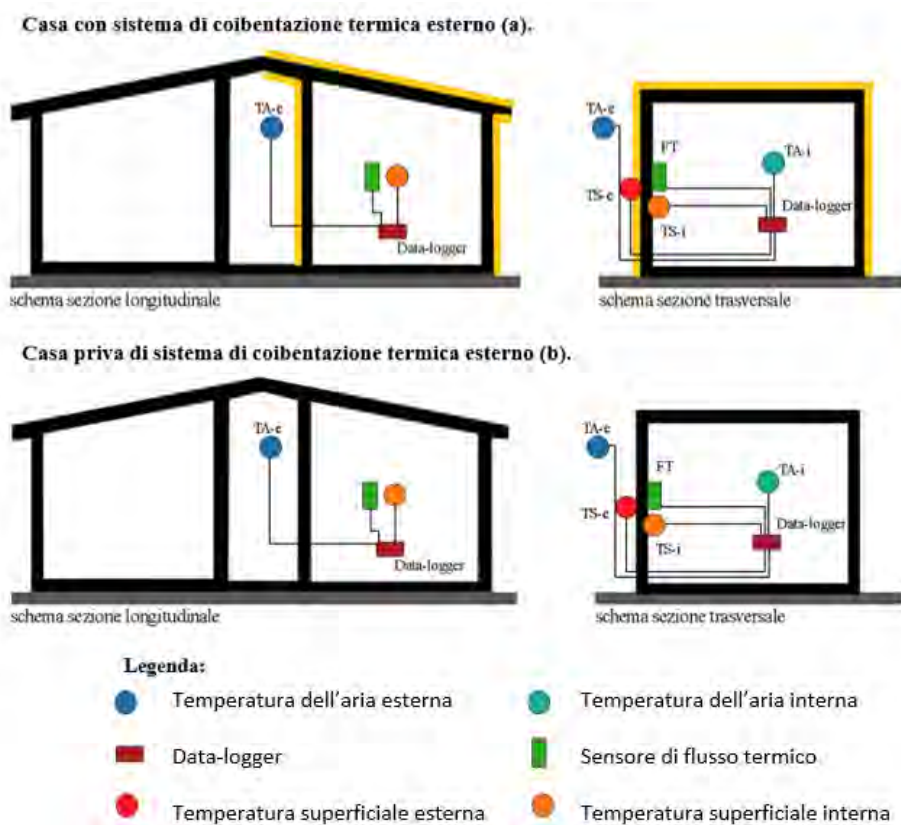 Casa con sistema di coibentazione termica esterno (a).
TA-e
Data-logger
schema sezione longitudinale
TA-e
FT
TA-i
TS-e
Data-logger
TS-i
schema sezione trasversale
Casa priva di sistema di coibentazione termica esterno (b).
TA-e
Data-logger
schema sezione longitudinale
TA-e
FT
TA-i
TS-e
Data-logger
TS-i
schema sezione trasversale
Legenda:
Temperatura dell'aria esterna
Temperatura dell'aria interna
Data-logger
Sensore di flusso termico
Temperatura superficiale esterna
Temperatura superficiale interna